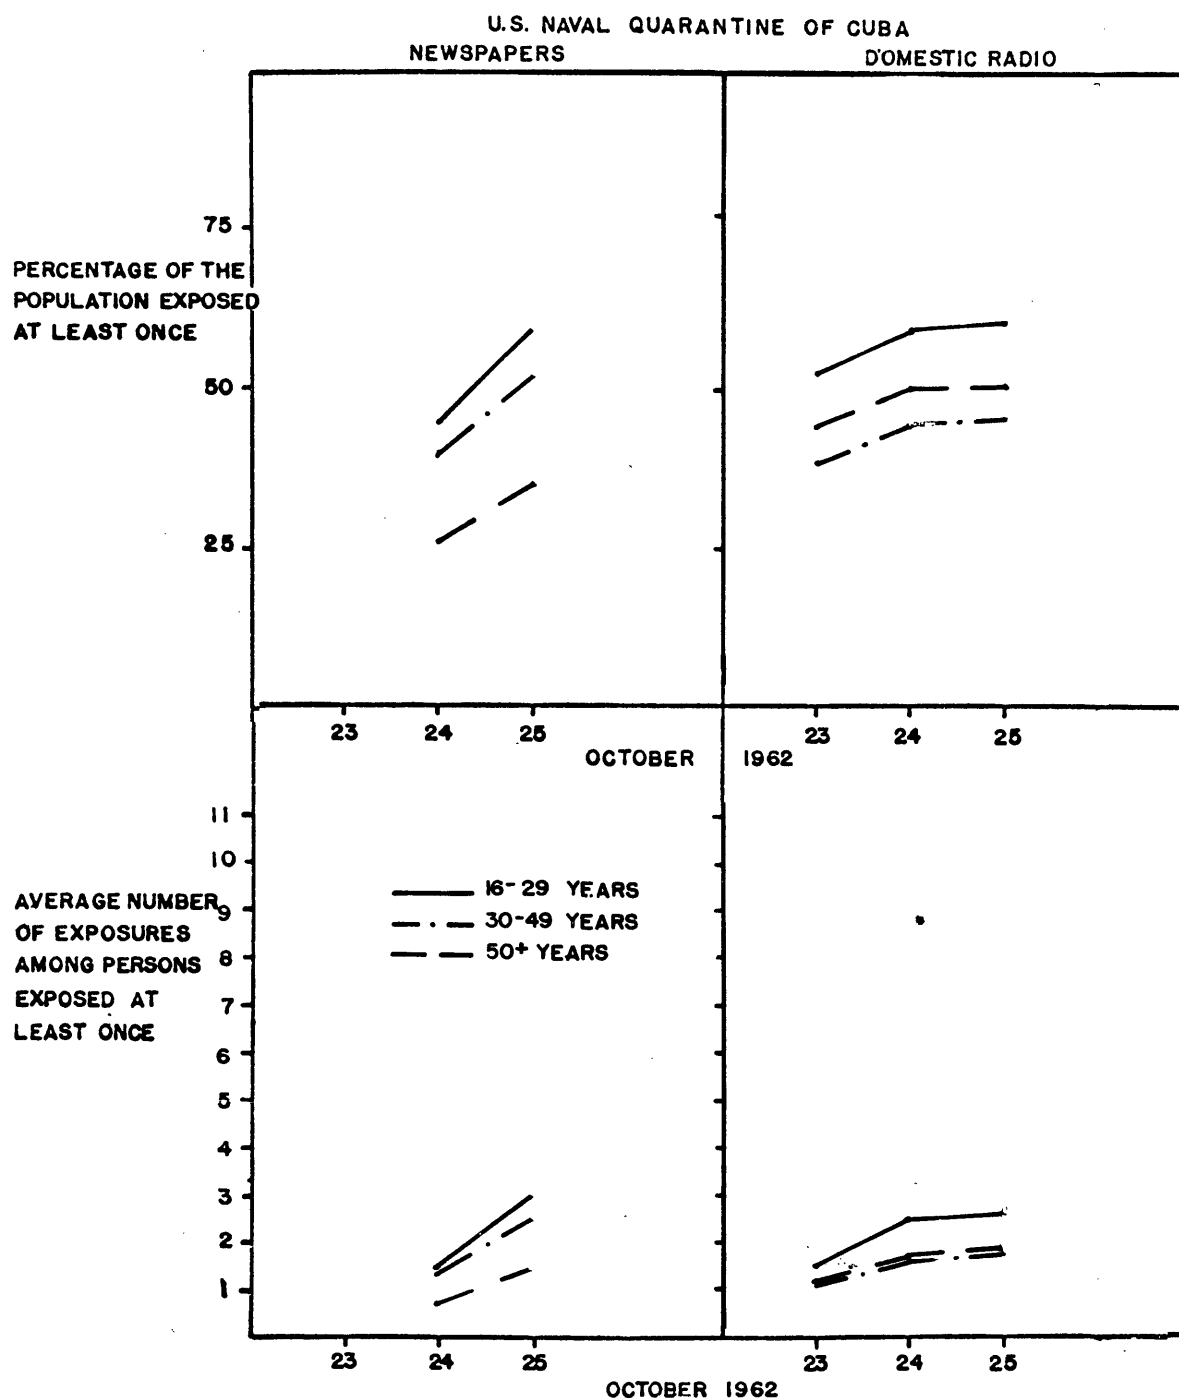 U.S. NAVAL QUARANTINE OF CUBA
NEWSPAPERS
DOMESTIC RADIO
75
PERCENTAGE OF THE
POPULATION EXPOSED
AT LEAST ONCE
50
25
23 24 25 23 24 25
OCTOBER 1962
11
10
AVERAGE NUMBER
9
OF EXPOSURES
AMONG PERSONS
8
EXPOSED AT
7
LEAST ONCE
6
5
4
3
2
1
16-29 YEARS
30-49 YEARS
50+ YEARS
23 24 25 23 24 25
OCTOBER 1962